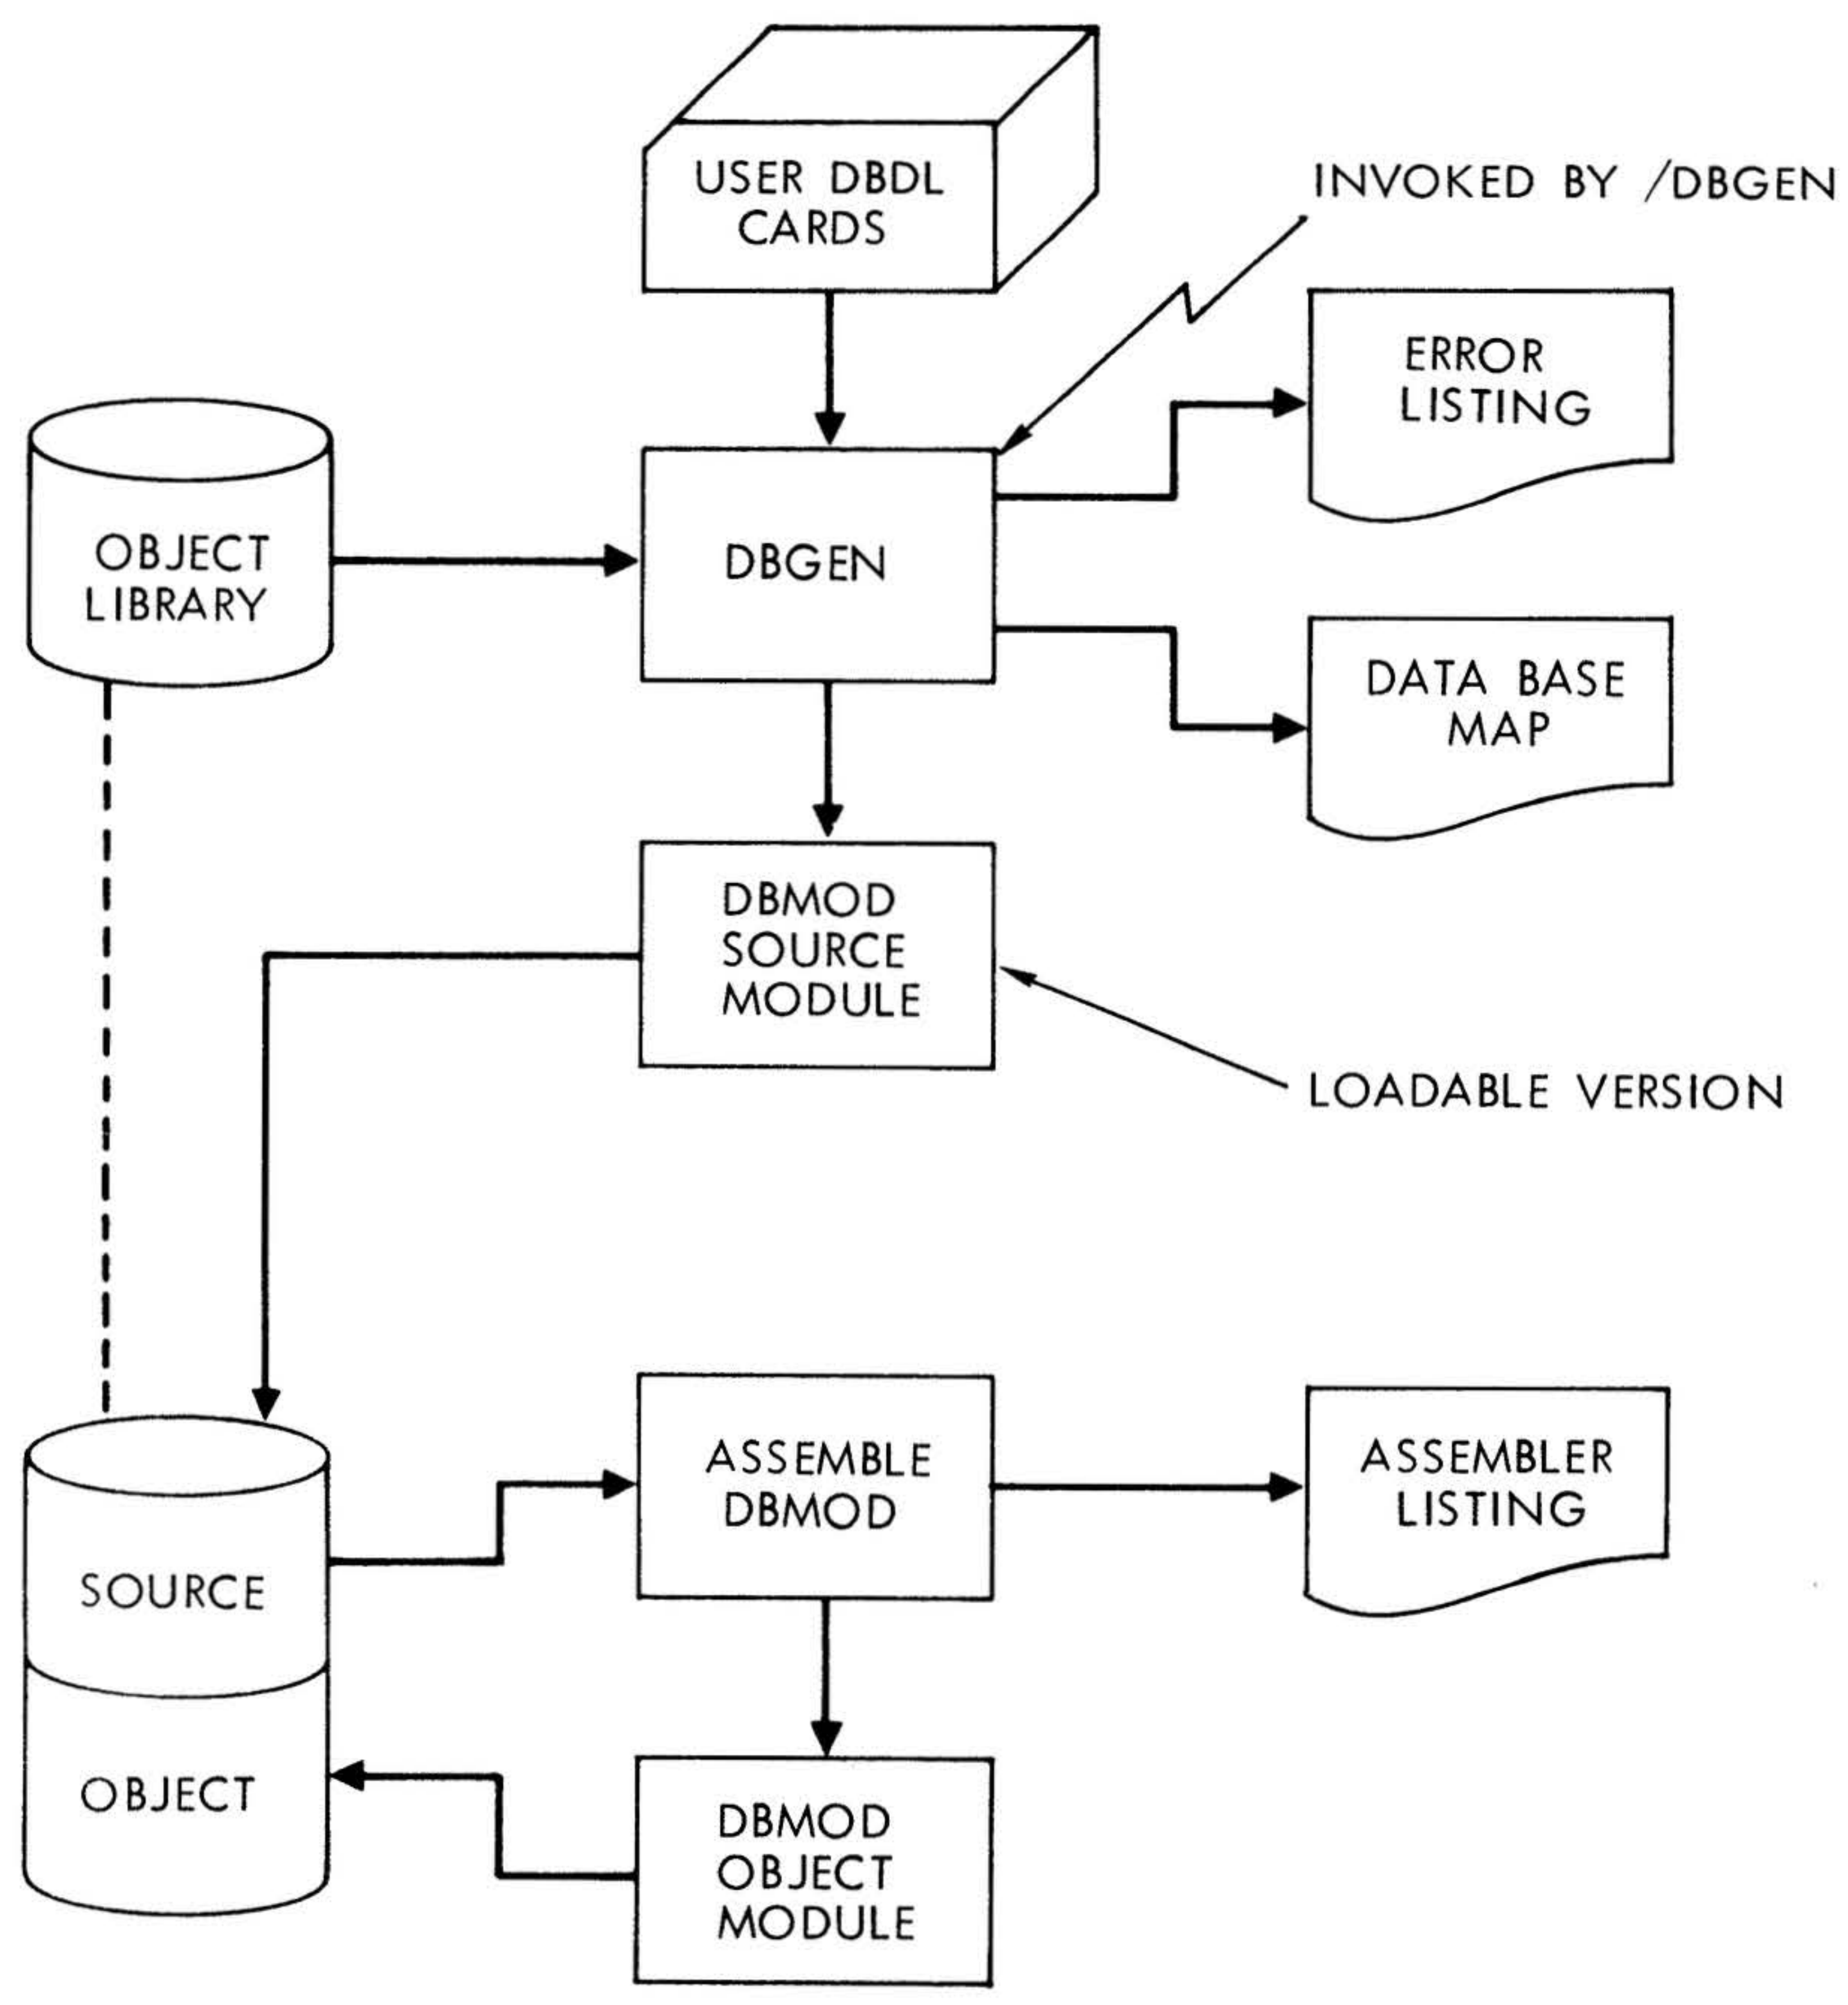 USER DBDL
CARDS
INVOKED BY /DBGEN
ERROR
LISTING
OBJECT
LIBRARY
DBGEN
DATA BASE
MAP
DBMOD
SOURCE
MODULE
LOADABLE VERSION
ASSEMBLE
DBMOD
ASSEMBLER
LISTING
SOURCE
OBJECT
DBMOD
OBJECT
MODULE